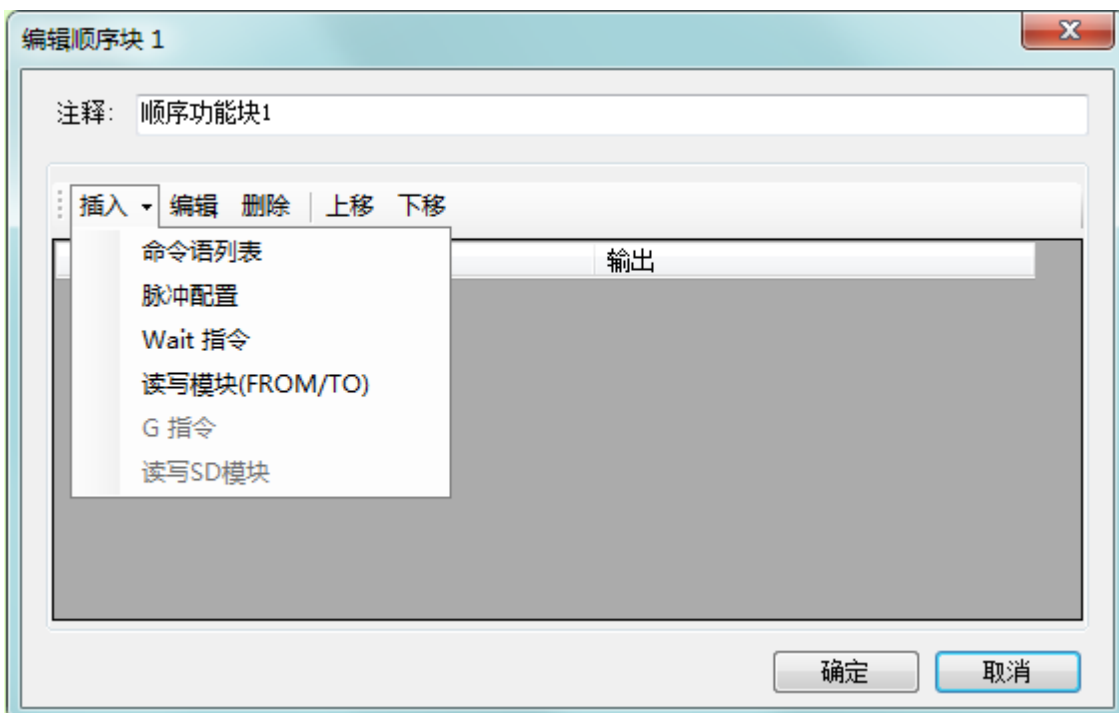 编辑顺序块 1
注释: 顺序功能块1
插入 编辑 删除 上移 下移
命令语列表
输出
脉冲配置
Wait 指令
读写模块(FROM/TO)
G 指令
读写SD模块
确定 取消